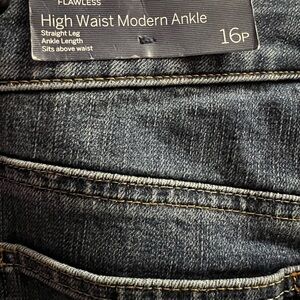 FLAWLESS
High Waist Modern Ankle
Straight Leg
Ankle Length
Sits above waist
16P